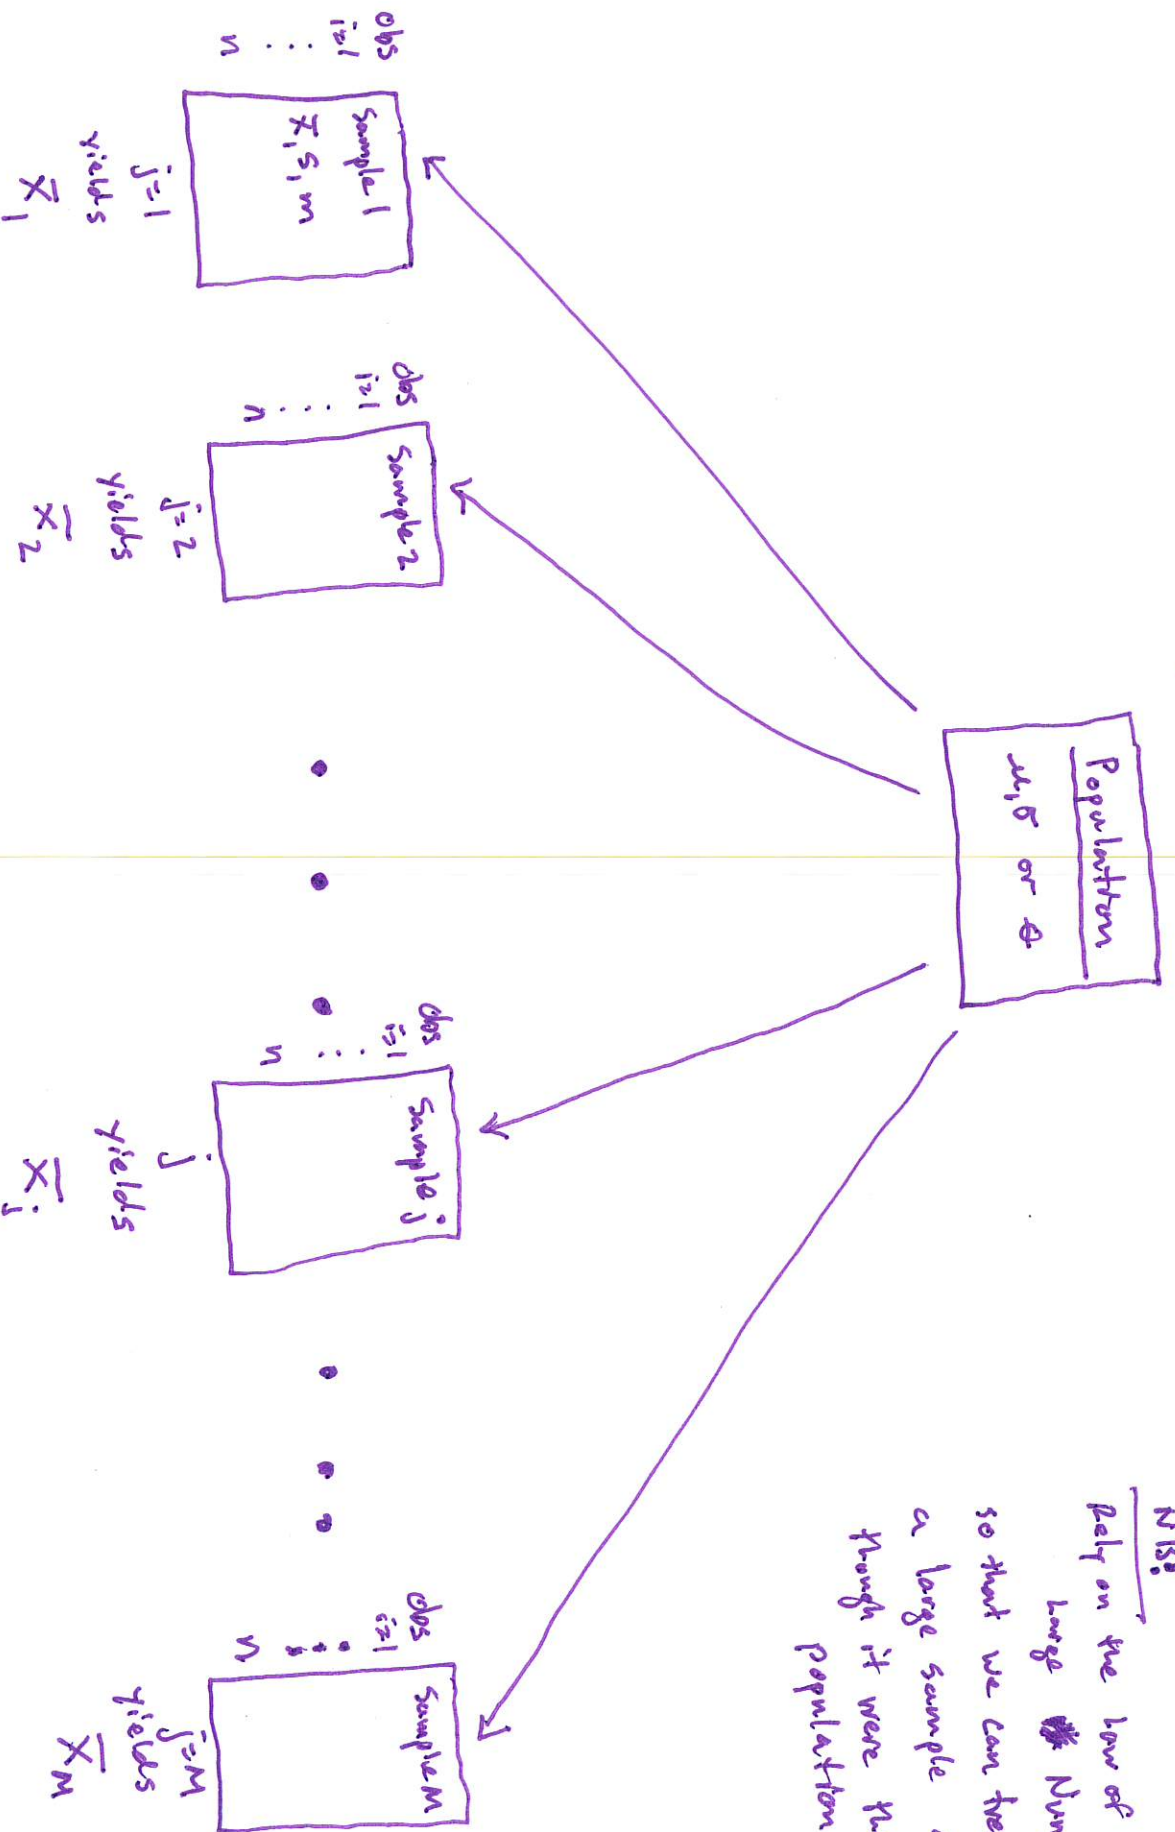 Population
μ, σ or θ
NTS:
Rely on the Law of
Large
so that we can
a large sample
though it were
population
obs
i=1
⋮
n
Sample 1
X̄, s, m
j=1
yields
X̄₁
obs
i=1
⋮
n
Sample 2
j=2
yields
X̄₂
• • •
obs
i=1
⋮
n
Sample j
j
yields
X̄ⱼ
• • •
obs
i=1
⋮
n
Sample M
j=M
yields
X̄_M